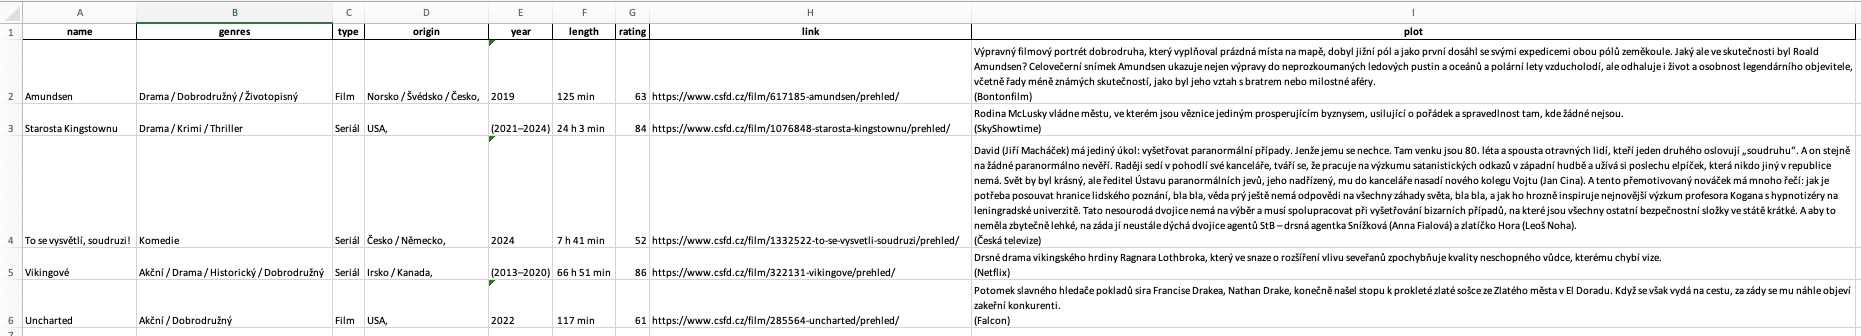 A B C D E F G H I
1 name genres type origin year length rating link plot
Výpravný filmový portrét dobrodruha, který vyplňoval prázdná místa na mapě, dobyl jižní pól a jako první dosáhl se svými expedicemi obou pólů zeměkoule. Jaký ale ve skutečnosti byl Roald
Amundsen? Celovečerní snímek Amundsen ukazuje nejen výpravy do neprozkoumaných ledových pustin a oceánů a polární lety vzducholodí, ale odhaluje i život a osobnost legendárního objevitele,
včetně řady méně známých skutečností, jako byl jeho vztah s bratrem nebo milostné aféry.
2 Amundsen Drama / Dobrodružný / Životopisný Film Norsko / Švédsko / Česko, 2019 125 min 63 https://www.csfd.cz/film/617185-amundsen/prehled/ (Bontonfilm)
Rodina McLusky vládne městu, ve kterém jsou věznice jediným prosperujícím byznysem, usilující o pořádek a spravedlnost tam, kde žádné nejsou.
3 Starosta Kingstownu Drama / Krimi / Thriller Seriál USA, (2021–2024) 24 h 3 min 84 https://www.csfd.cz/film/1076848-starosta-kingstownu/prehled/ (SkyShowtime)
David (Jiří Macháček) má jediný úkol: vyšetřovat paranormální případy. Jenže jemu se nechce. Tam venku jsou 80. léta a spousta otravných lidí, kteří jeden druhého oslovují „soudruhu“. A on stejně
na žádné paranormálno nevěří. Raději sedí v pohodlí své kanceláře, tváří se, že pracuje na výzkumu satanistických odkazů v západní hudbě a užívá si poslechu elpíček, která nikdo jiný v republice
nemá. Svět by byl krásný, ale ředitel Ústavu paranormálních jevů, jeho nadřízený, mu do kanceláře nasadí nového kolegu Vojtu (Jan Cina). A tento přemotivovaný nováček má mnoho řečí: jak je
potřeba posouvat hranice lidského poznání, bla bla, věda prý ještě nemá odpovědi na všechny záhady světa, bla bla, a jak ho hrozně inspiruje nejnovější výzkum profesora Kogana s hypnotizéry na
leningradské univerzitě. Tato nesourodá dvojice nemá na výběr a musí spolupracovat při vyšetřování bizarních případů, na které jsou všechny ostatní bezpečnostní složky ve státě krátké. A aby to
neměla zbytečně lehké, na záda jí neustále dýchá dvojice agentů StB – drsná agentka Snížková (Anna Fialová) a zlatíčko Hora (Leoš Noha).
4 To se vysvětlí, soudruzi! Komedie Seriál Česko / Německo, 2024 7 h 41 min 52 https://www.csfd.cz/film/1332522-to-se-vysvetli-soudruzi/prehled/ (Česká televize)
Drsné drama vikingského hrdiny Ragnara Lothbroka, který ve snaze o rozšíření vlivu seveřanů zpochybňuje kvality neschopného vůdce, kterému chybí vize.
5 Vikingové Akční / Drama / Historický / Dobrodružný Seriál Irsko / Kanada, (2013–2020) 66 h 51 min 86 https://www.csfd.cz/film/322131-vikingove/prehled/ (Netflix)
Potomek slavného hledače pokladů sira Francise Drakea, Nathan Drake, konečně našel stopu k prokleté zlaté sošce ze Zlatého města v El Doradu. Když se však vydá na cestu, za zády se mu náhle objeví
zákeřní konkurenti.
6 Uncharted Akční / Dobrodružný Film USA, 2022 117 min 61 https://www.csfd.cz/film/285564-uncharted/prehled/ (Falcon)
7